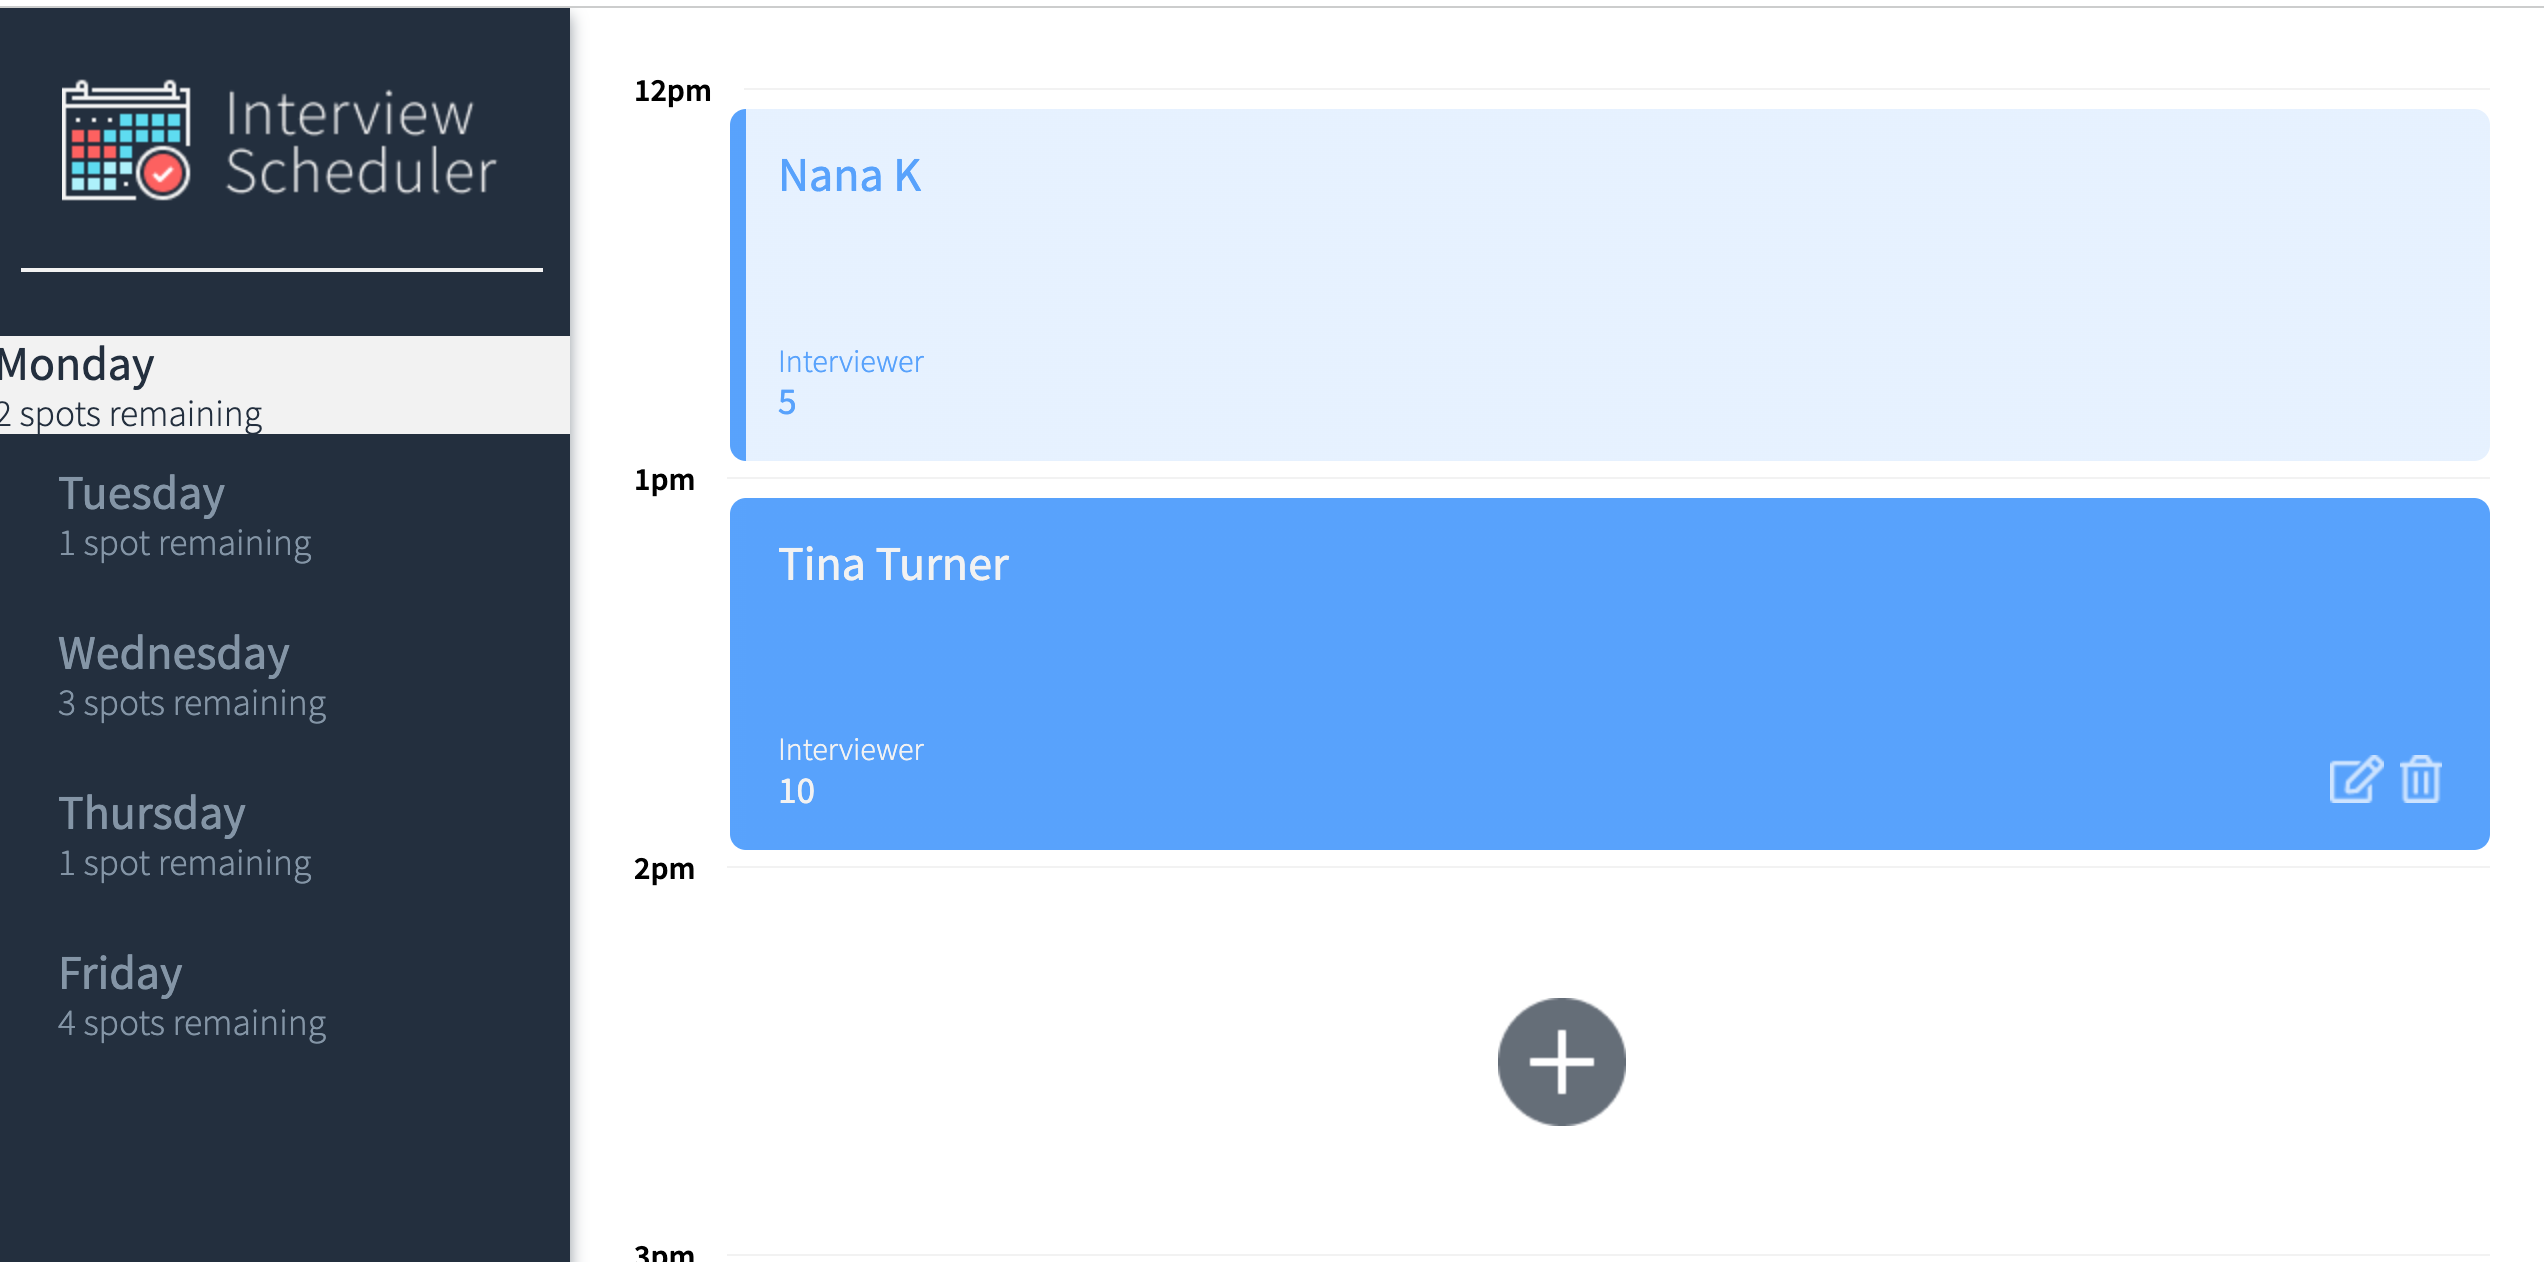 Interview
Scheduler
Monday
2 spots remaining
Tuesday
1 spot remaining
Wednesday
3 spots remaining
Thursday
1 spot remaining
Friday
4 spots remaining
12pm
Nana K
Interviewer
5
1pm
Tina Turner
Interviewer
10
2pm
3pm